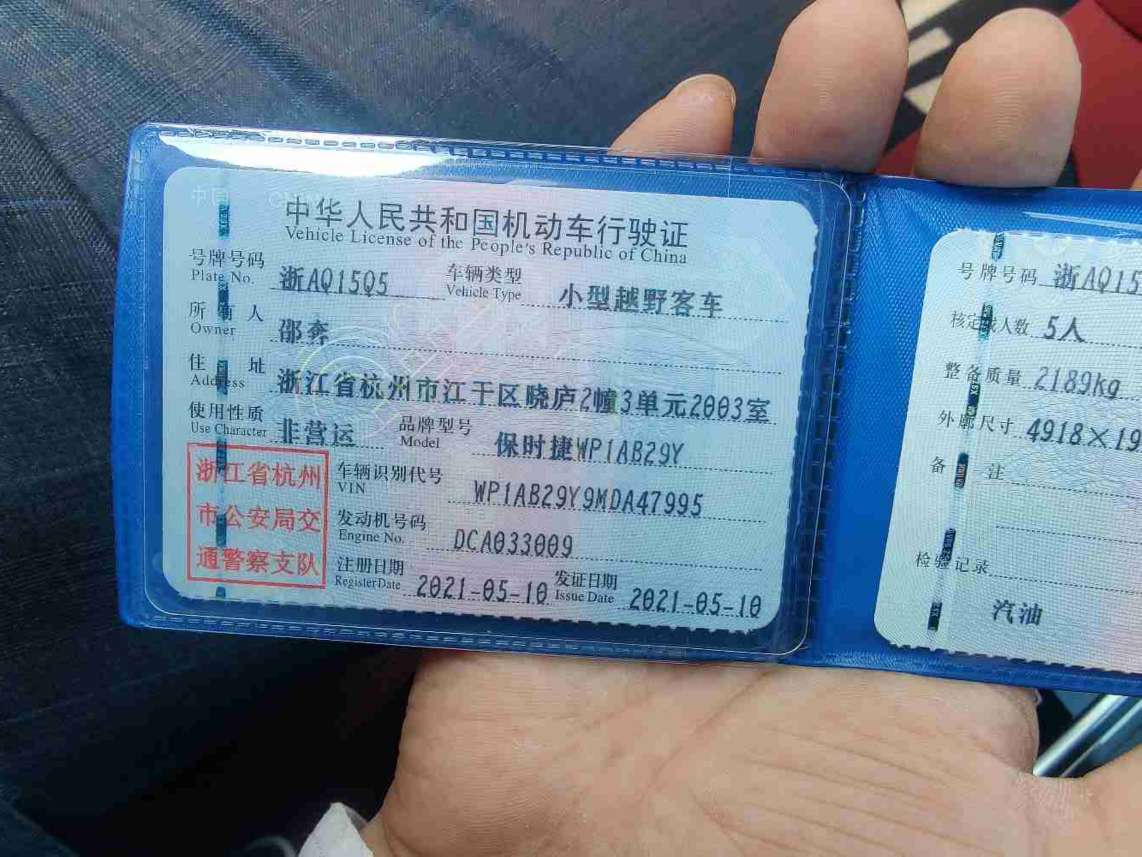 中华人民共和国机动车行驶证
Vehicle License of the People's Republic of China
号牌号码 浙AQ15Q5 车辆类型 小型越野客车
Plate No. Vehicle Type
所有人 邵奔
Owner
住址 浙江省杭州市江干区晓庐2幢3单元2003室
Address
使用性质 非营运 品牌型号 保时捷WP1AB29Y
Use Character Model
浙江省杭州
市公安局交
通警察支队
车辆识别代号 WP1AB29Y9MDA47995
VIN
发动机号码 DCA033009
Engine No.
注册日期 2021-05-10 发证日期 2021-05-10
Register Date Issue Date
号牌号码 浙AQ15
核定载人数 5人
整备质量 2189kg
外廓尺寸 4918×19
备注
检验记录
汽油